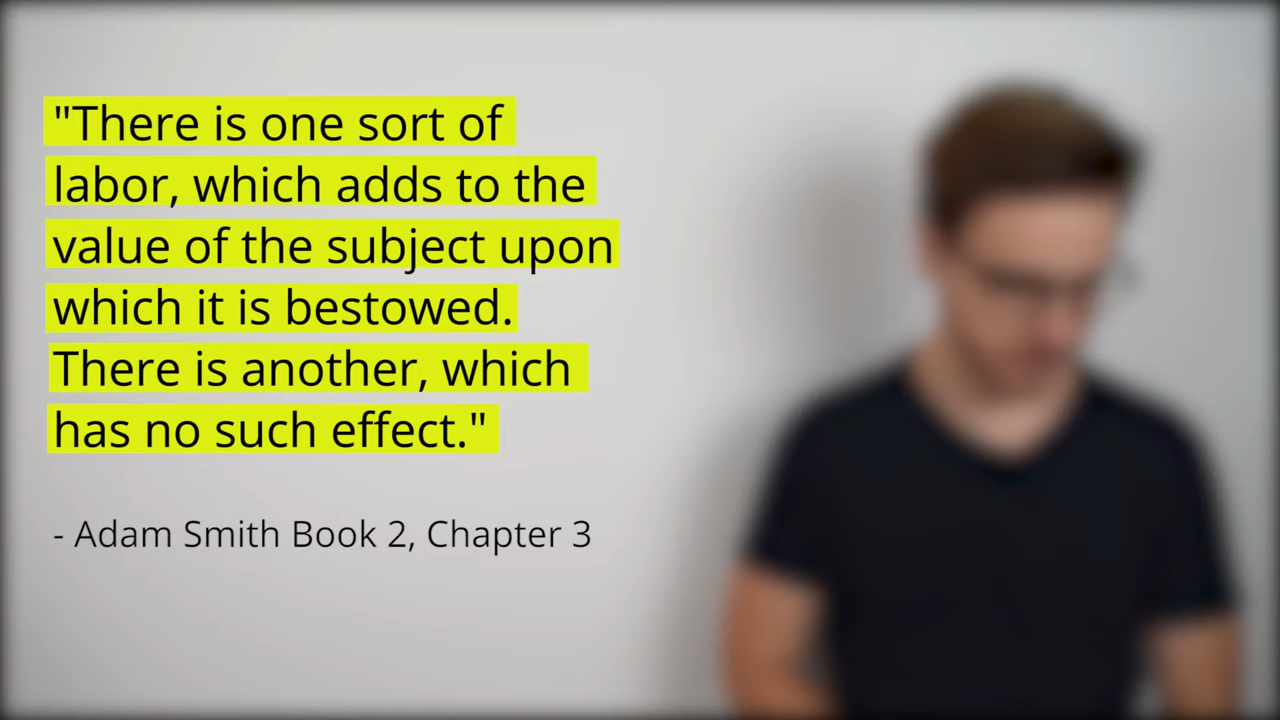 "There is one sort of
labor, which adds to the
value of the subject upon
which it is bestowed.
There is another, which
has no such effect."
- Adam Smith Book 2, Chapter 3